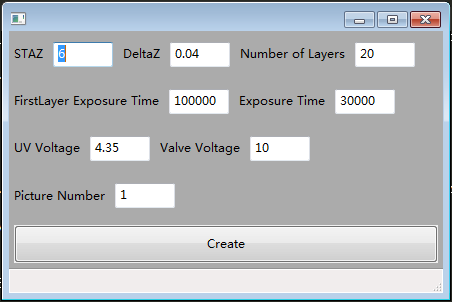 STAZ 6 DeltaZ 0.04 Number of Layers 20
FirstLayer Exposure Time 100000 Exposure Time 30000
UV Voltage 4.35 Valve Voltage 10
Picture Number 1
Create